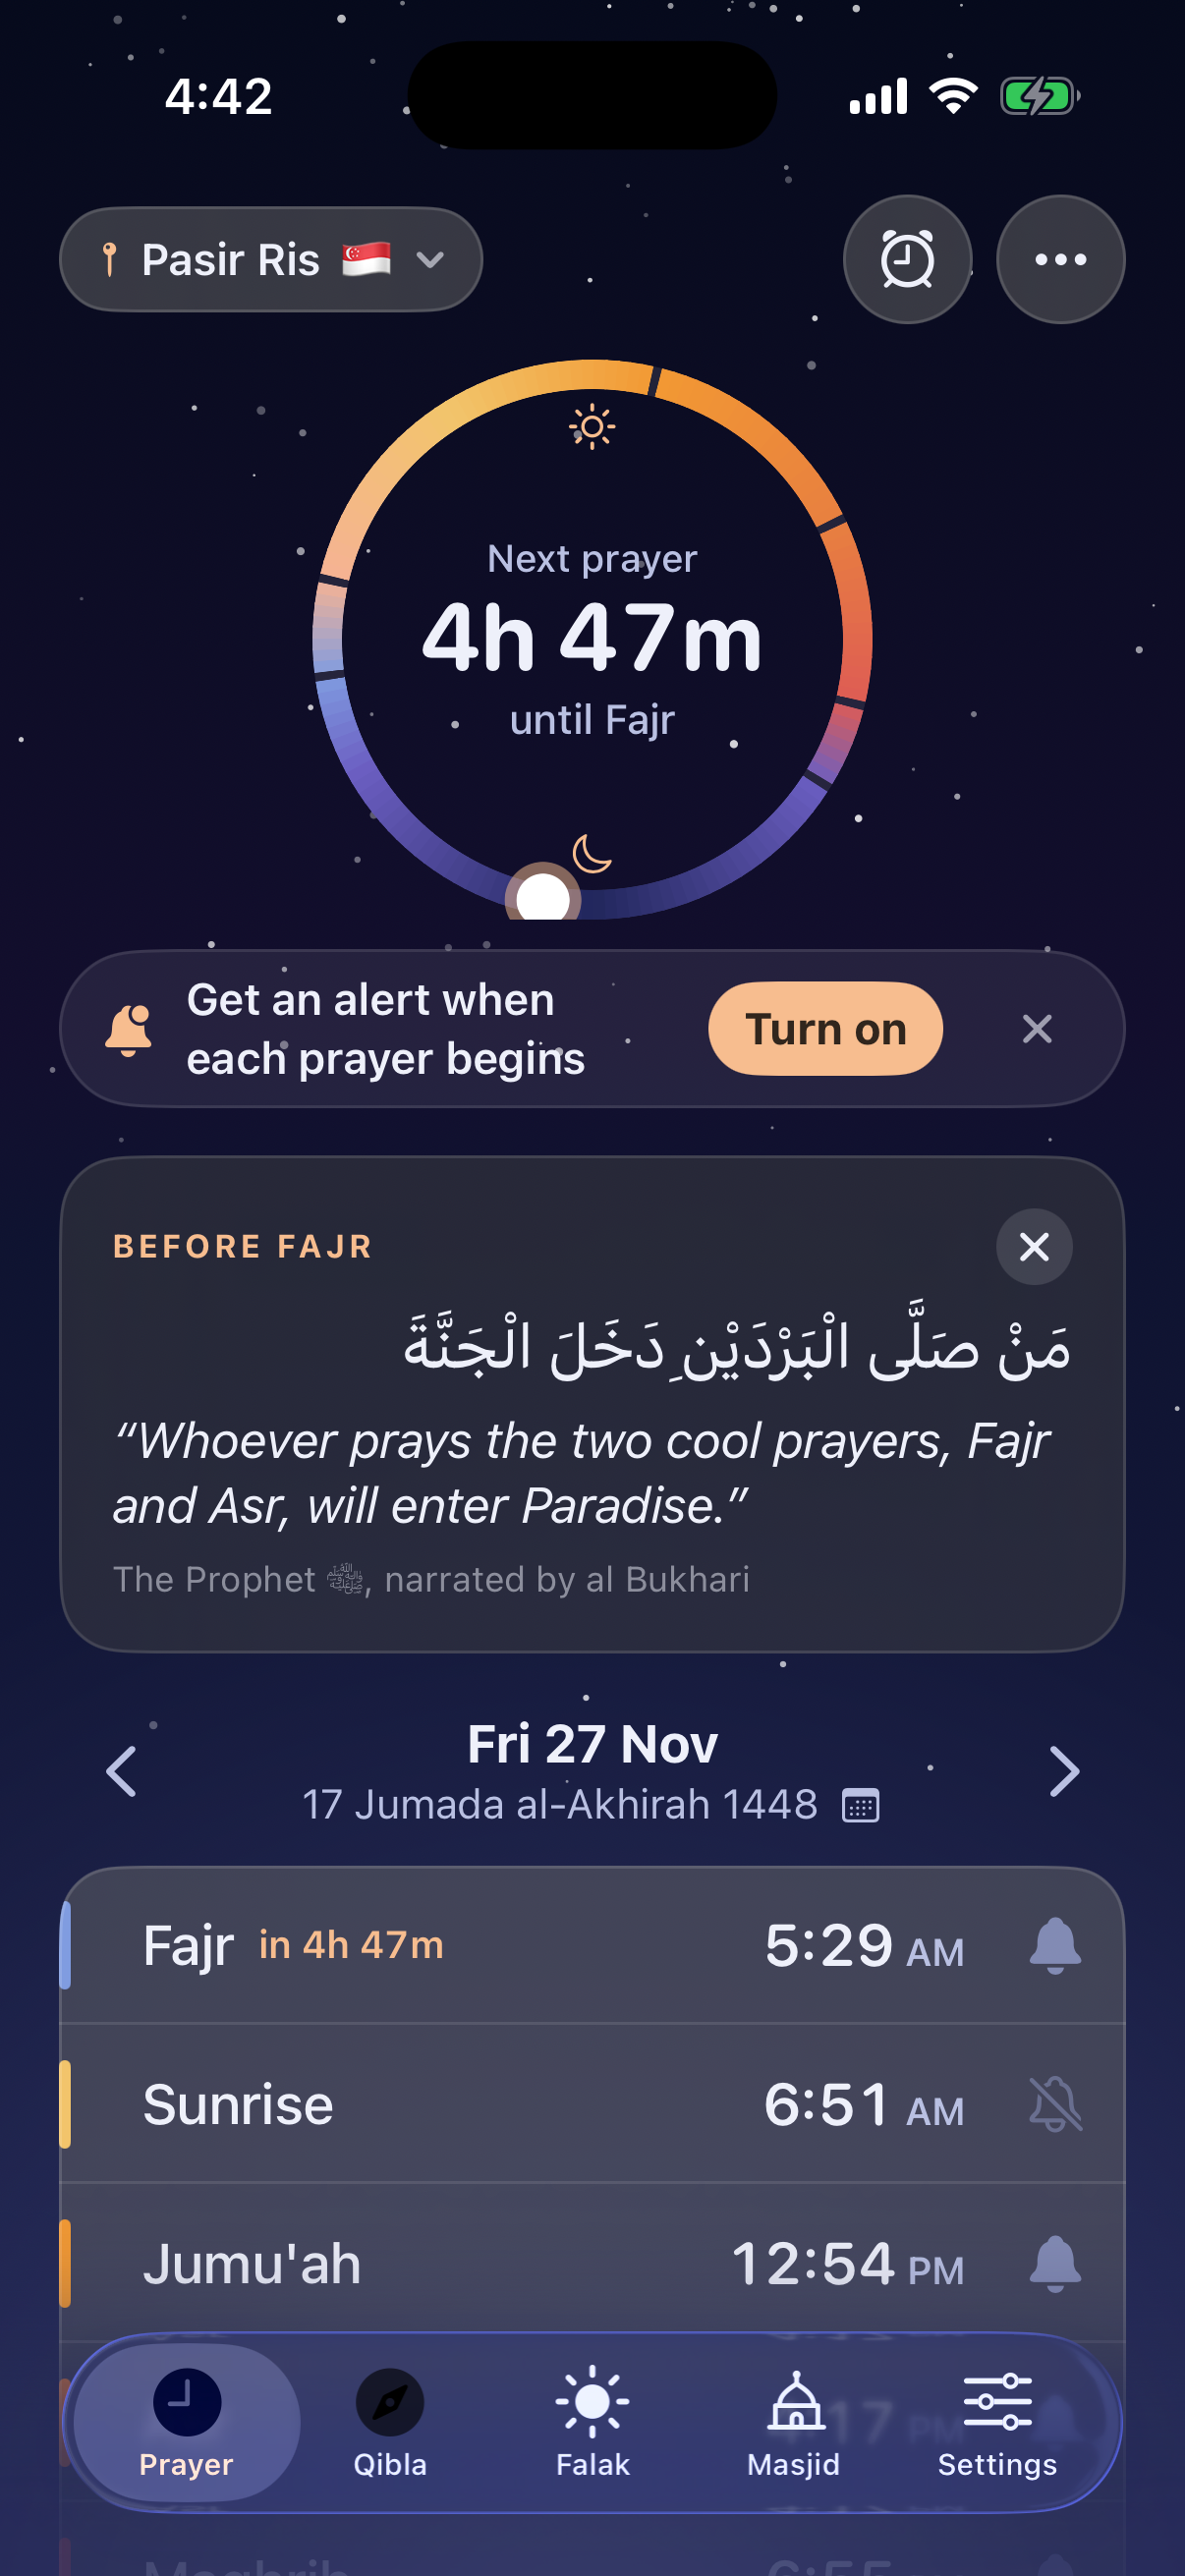 4:42
Pasir Ris 🇸🇬
Next prayer
4h 47m
until Fajr
Get an alert when
each prayer begins
Turn on
BEFORE FAJR
مَنْ صَلَّى الْبَرْدَيْنِ دَخَلَ الْجَنَّةَ
“Whoever prays the two cool prayers, Fajr
and Asr, will enter Paradise.”
The Prophet ﷺ, narrated by al Bukhari
Fri 27 Nov
17 Jumada al-Akhirah 1448
Fajr in 4h 47m 5:29 AM
Sunrise 6:51 AM
Jumu'ah 12:54 PM
Prayer Qibla Falak Masjid Settings